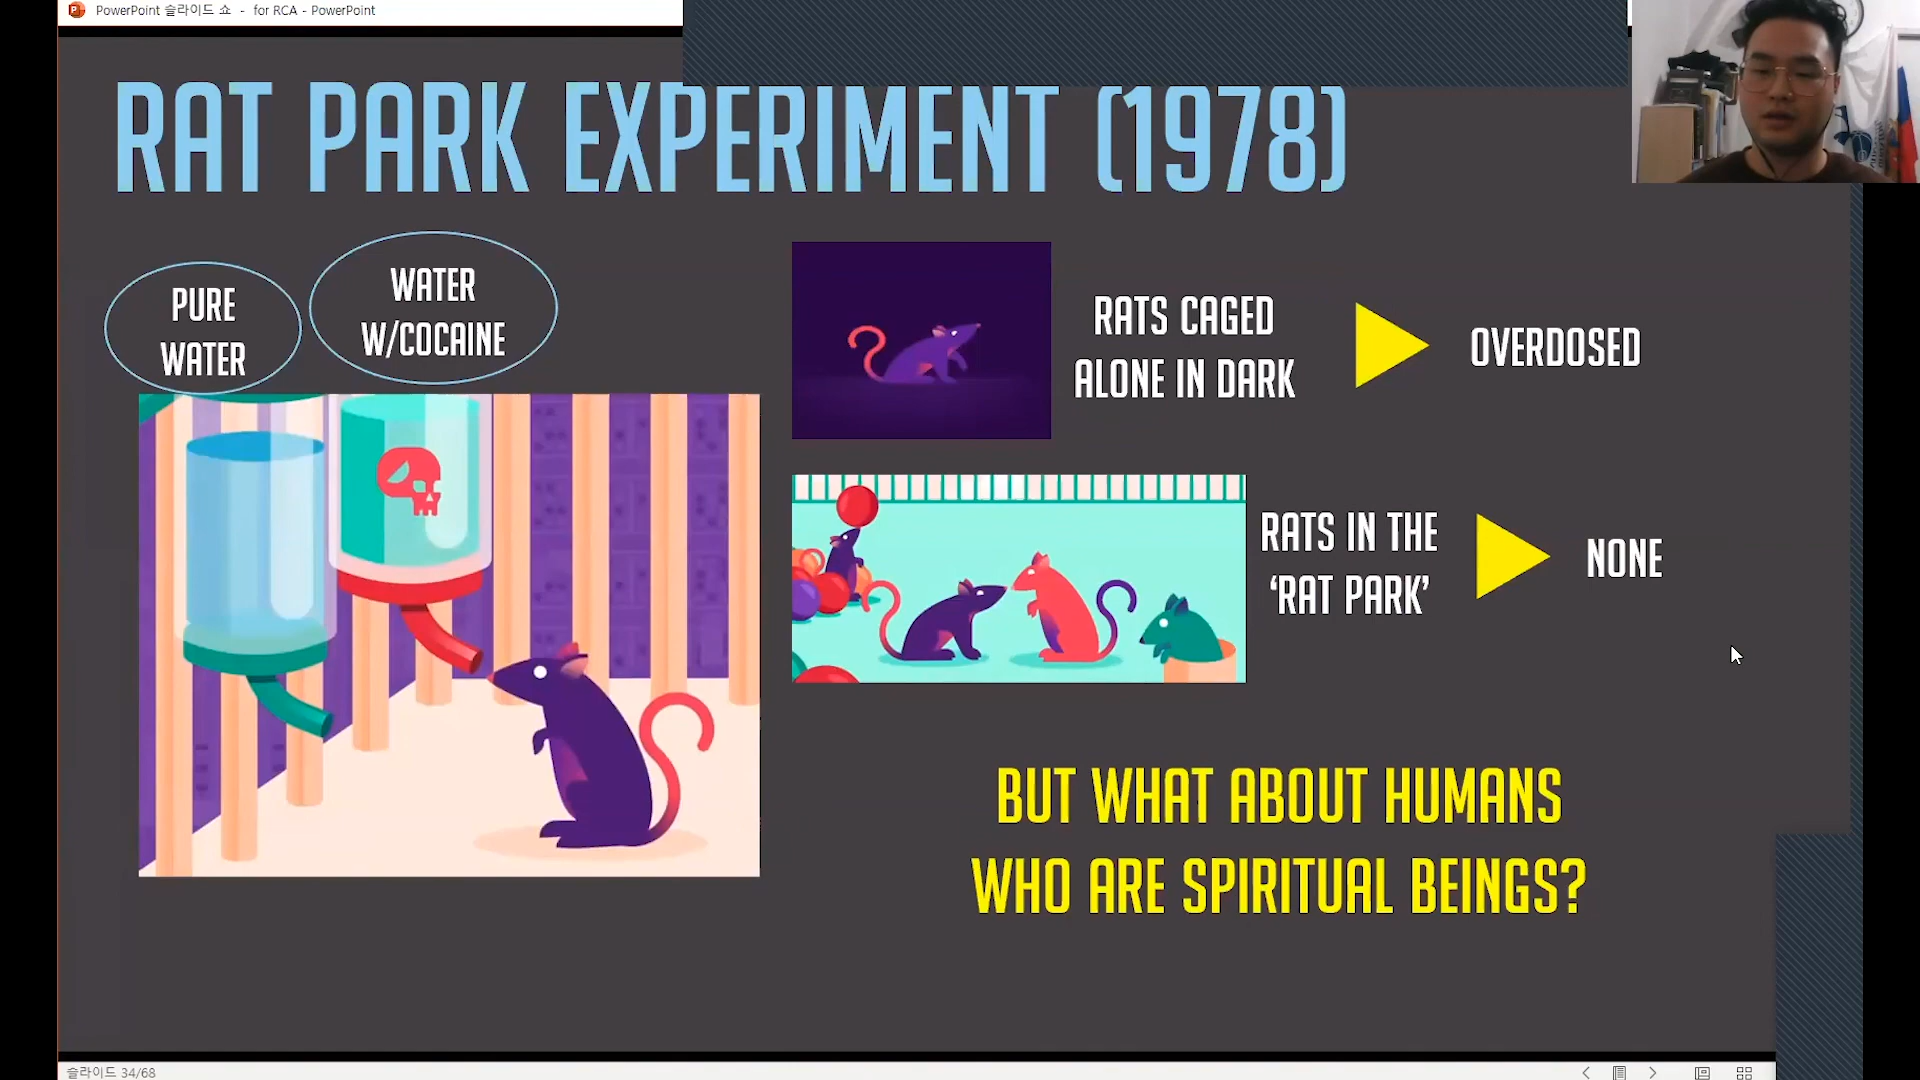 PowerPoint 슬라이드 쇼 - for RCA - PowerPoint
RAT PARK EXPERIMENT (1978)
PURE
WATER
WATER
W/COCAINE
RATS CAGED
ALONE IN DARK
OVERDOSED
RATS IN THE
‘RAT PARK’
NONE
BUT WHAT ABOUT HUMANS
WHO ARE SPIRITUAL BEINGS?
슬라이드 34/68